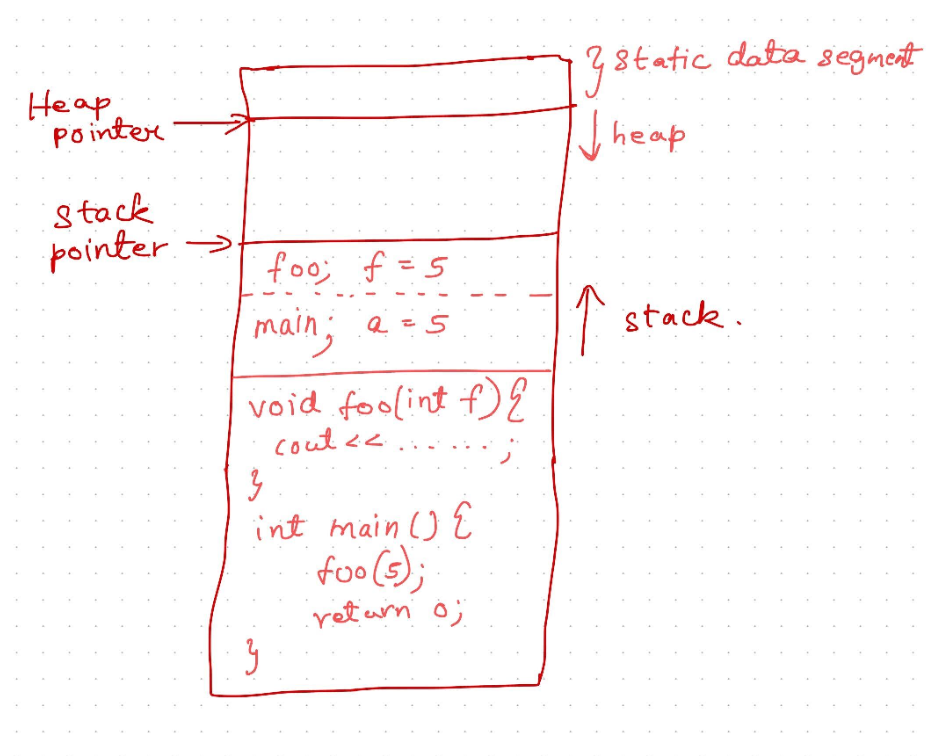 } static data segment
Heap
pointer
heap
stack
pointer
foo; f = 5
main; a = 5
stack.
void foo(int f) {
cout << .......;
}
int main () {
foo(5);
return 0;
}